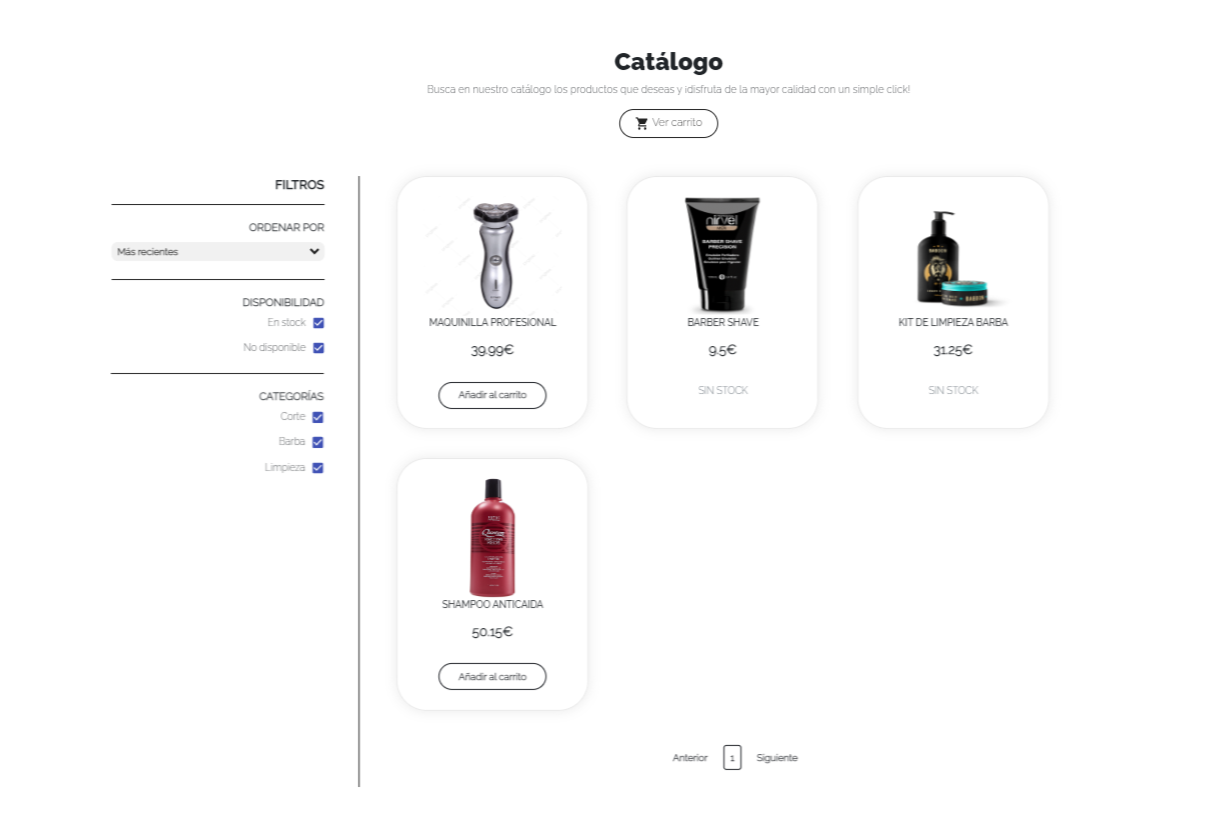 Catálogo
Busca en nuestro catálogo los productos que deseas y ¡disfruta de la mayor calidad con un simple click!
Ver carrito
FILTROS
ORDENAR POR
Más recientes
DISPONIBILIDAD
En stock
No disponible
CATEGORÍAS
Corte
Barba
Limpieza
MAQUINILLA PROFESIONAL
39.99€
Añadir al carrito
nirvel
BARBER SHAVE
PRECISION
BARBER SHAVE
9.5€
SIN STOCK
KIT DE LIMPIEZA BARBA
31.25€
SIN STOCK
SHAMPOO ANTICAIDA
50.15€
Añadir al carrito
Anterior
1
Siguiente